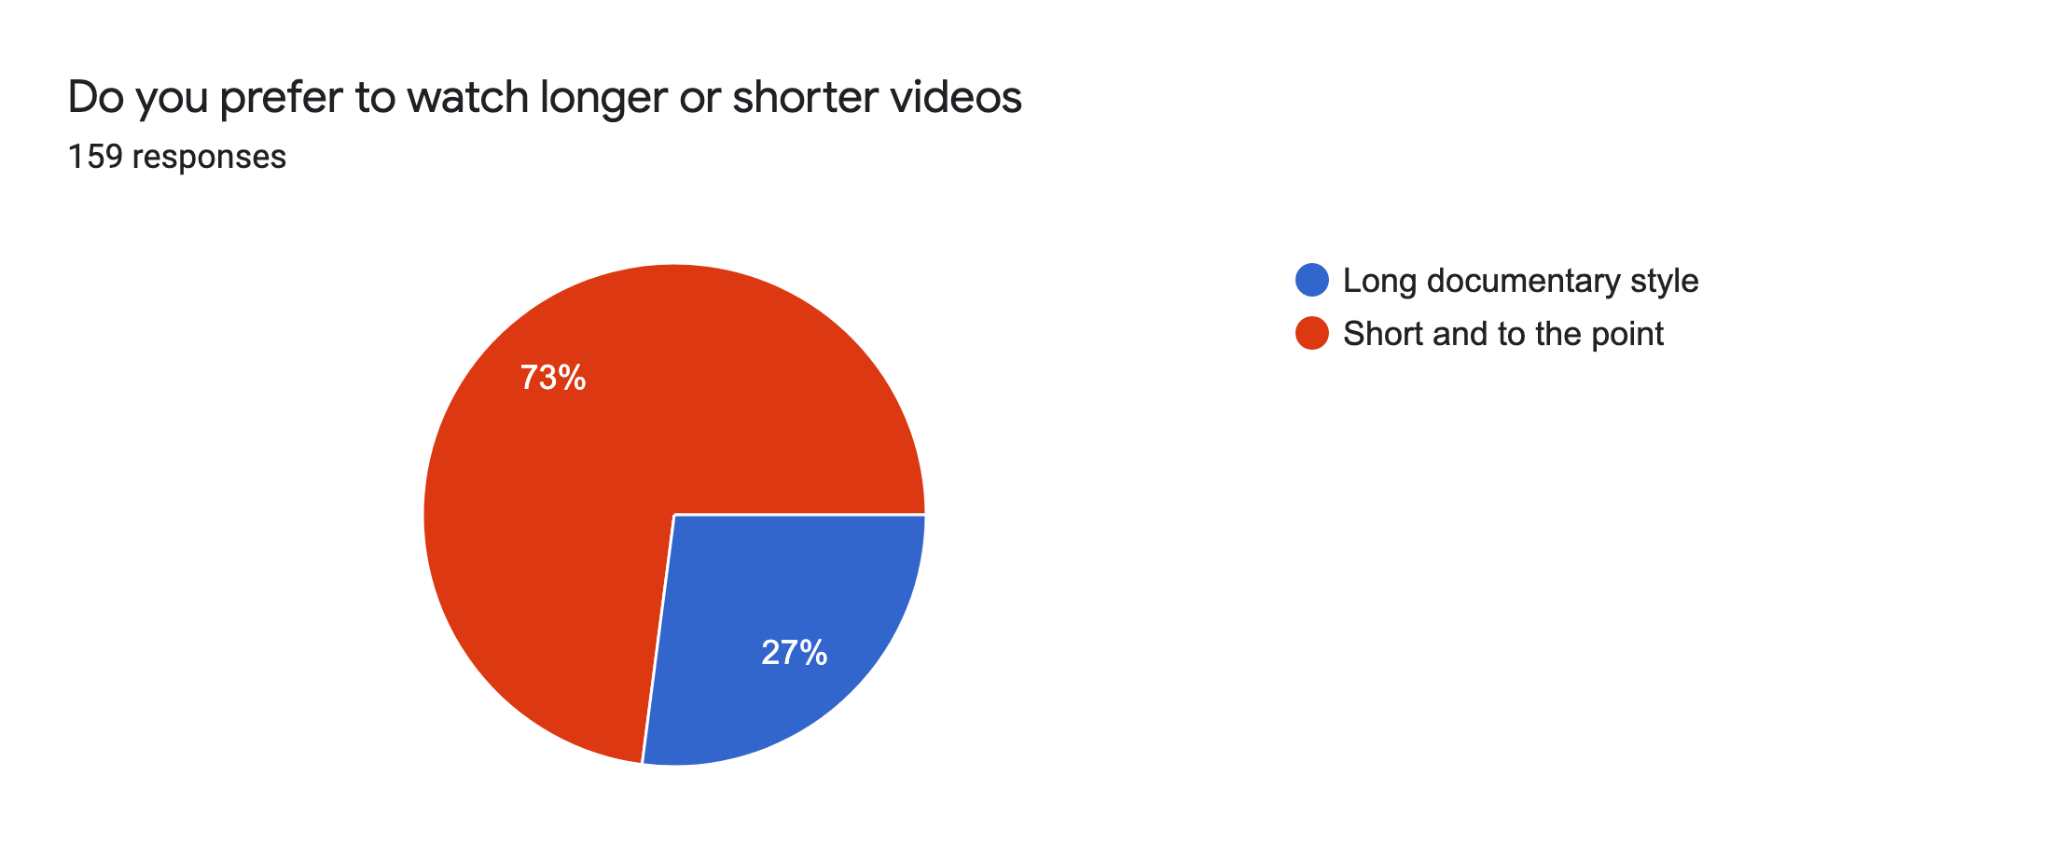 Do you prefer to watch longer or shorter videos
159 responses
Long documentary style
Short and to the point
73%
27%